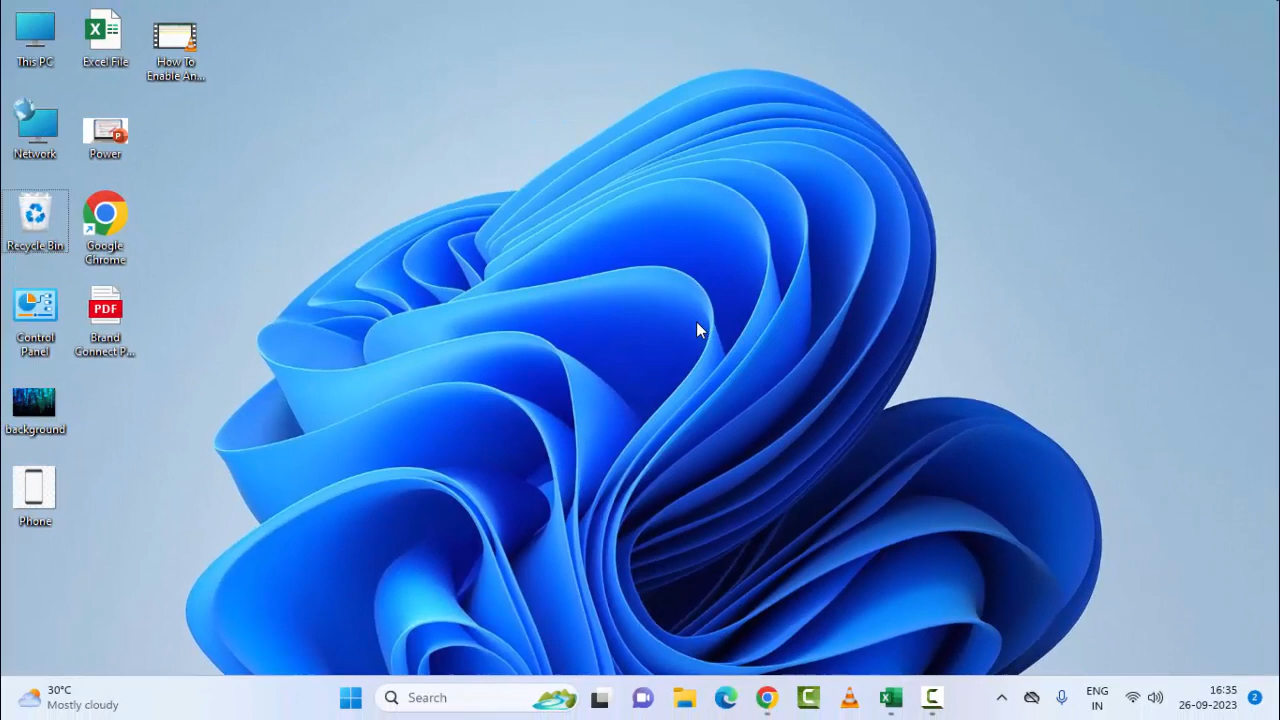 This PC
Excel File
How To
Enable An...
Network
P
Power
Recycle Bin
Google
Chrome
Control
Panel
PDF
Brand
Connect P...
background
Phone
30°C
Mostly cloudy
Search
ENG
IN
16:35
26-09-2023
2